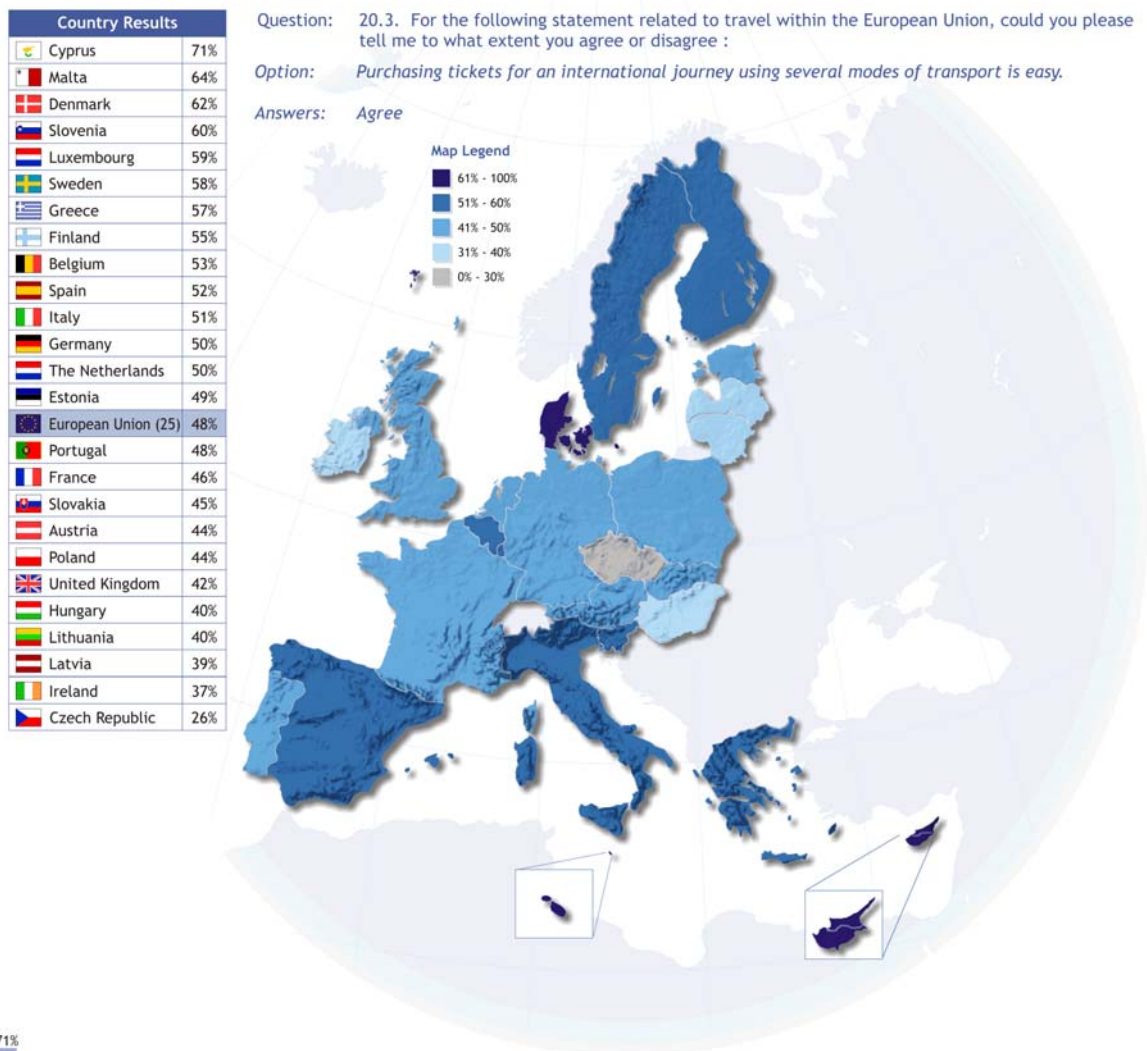 Country Results
Cyprus 71%
Malta 64%
Denmark 62%
Slovenia 60%
Luxembourg 59%
Sweden 58%
Greece 57%
Finland 55%
Belgium 53%
Spain 52%
Italy 51%
Germany 50%
The Netherlands 50%
Estonia 49%
European Union (25) 48%
Portugal 48%
France 46%
Slovakia 45%
Austria 44%
Poland 44%
United Kingdom 42%
Hungary 40%
Lithuania 40%
Latvia 39%
Ireland 37%
Czech Republic 26%
Question: 20.3. For the following statement related to travel within the European Union, could you please
tell me to what extent you agree or disagree :
Option: Purchasing tickets for an international journey using several modes of transport is easy.
Answers: Agree
Map Legend
61% - 100%
51% - 60%
41% - 50%
31% - 40%
0% - 30%
71%